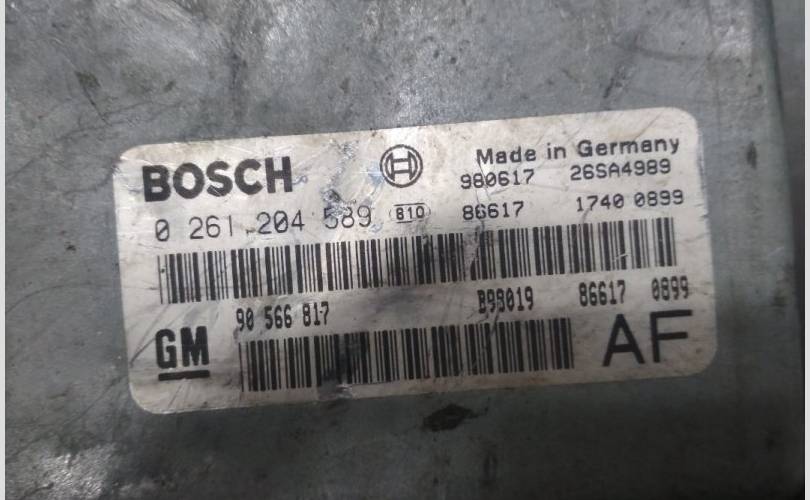 BOSCH Made in Germany
980617 26SA4989
0 261 204 589 810 86617 1740 0899
90 566 817 B98019 86617 0899
GM AF